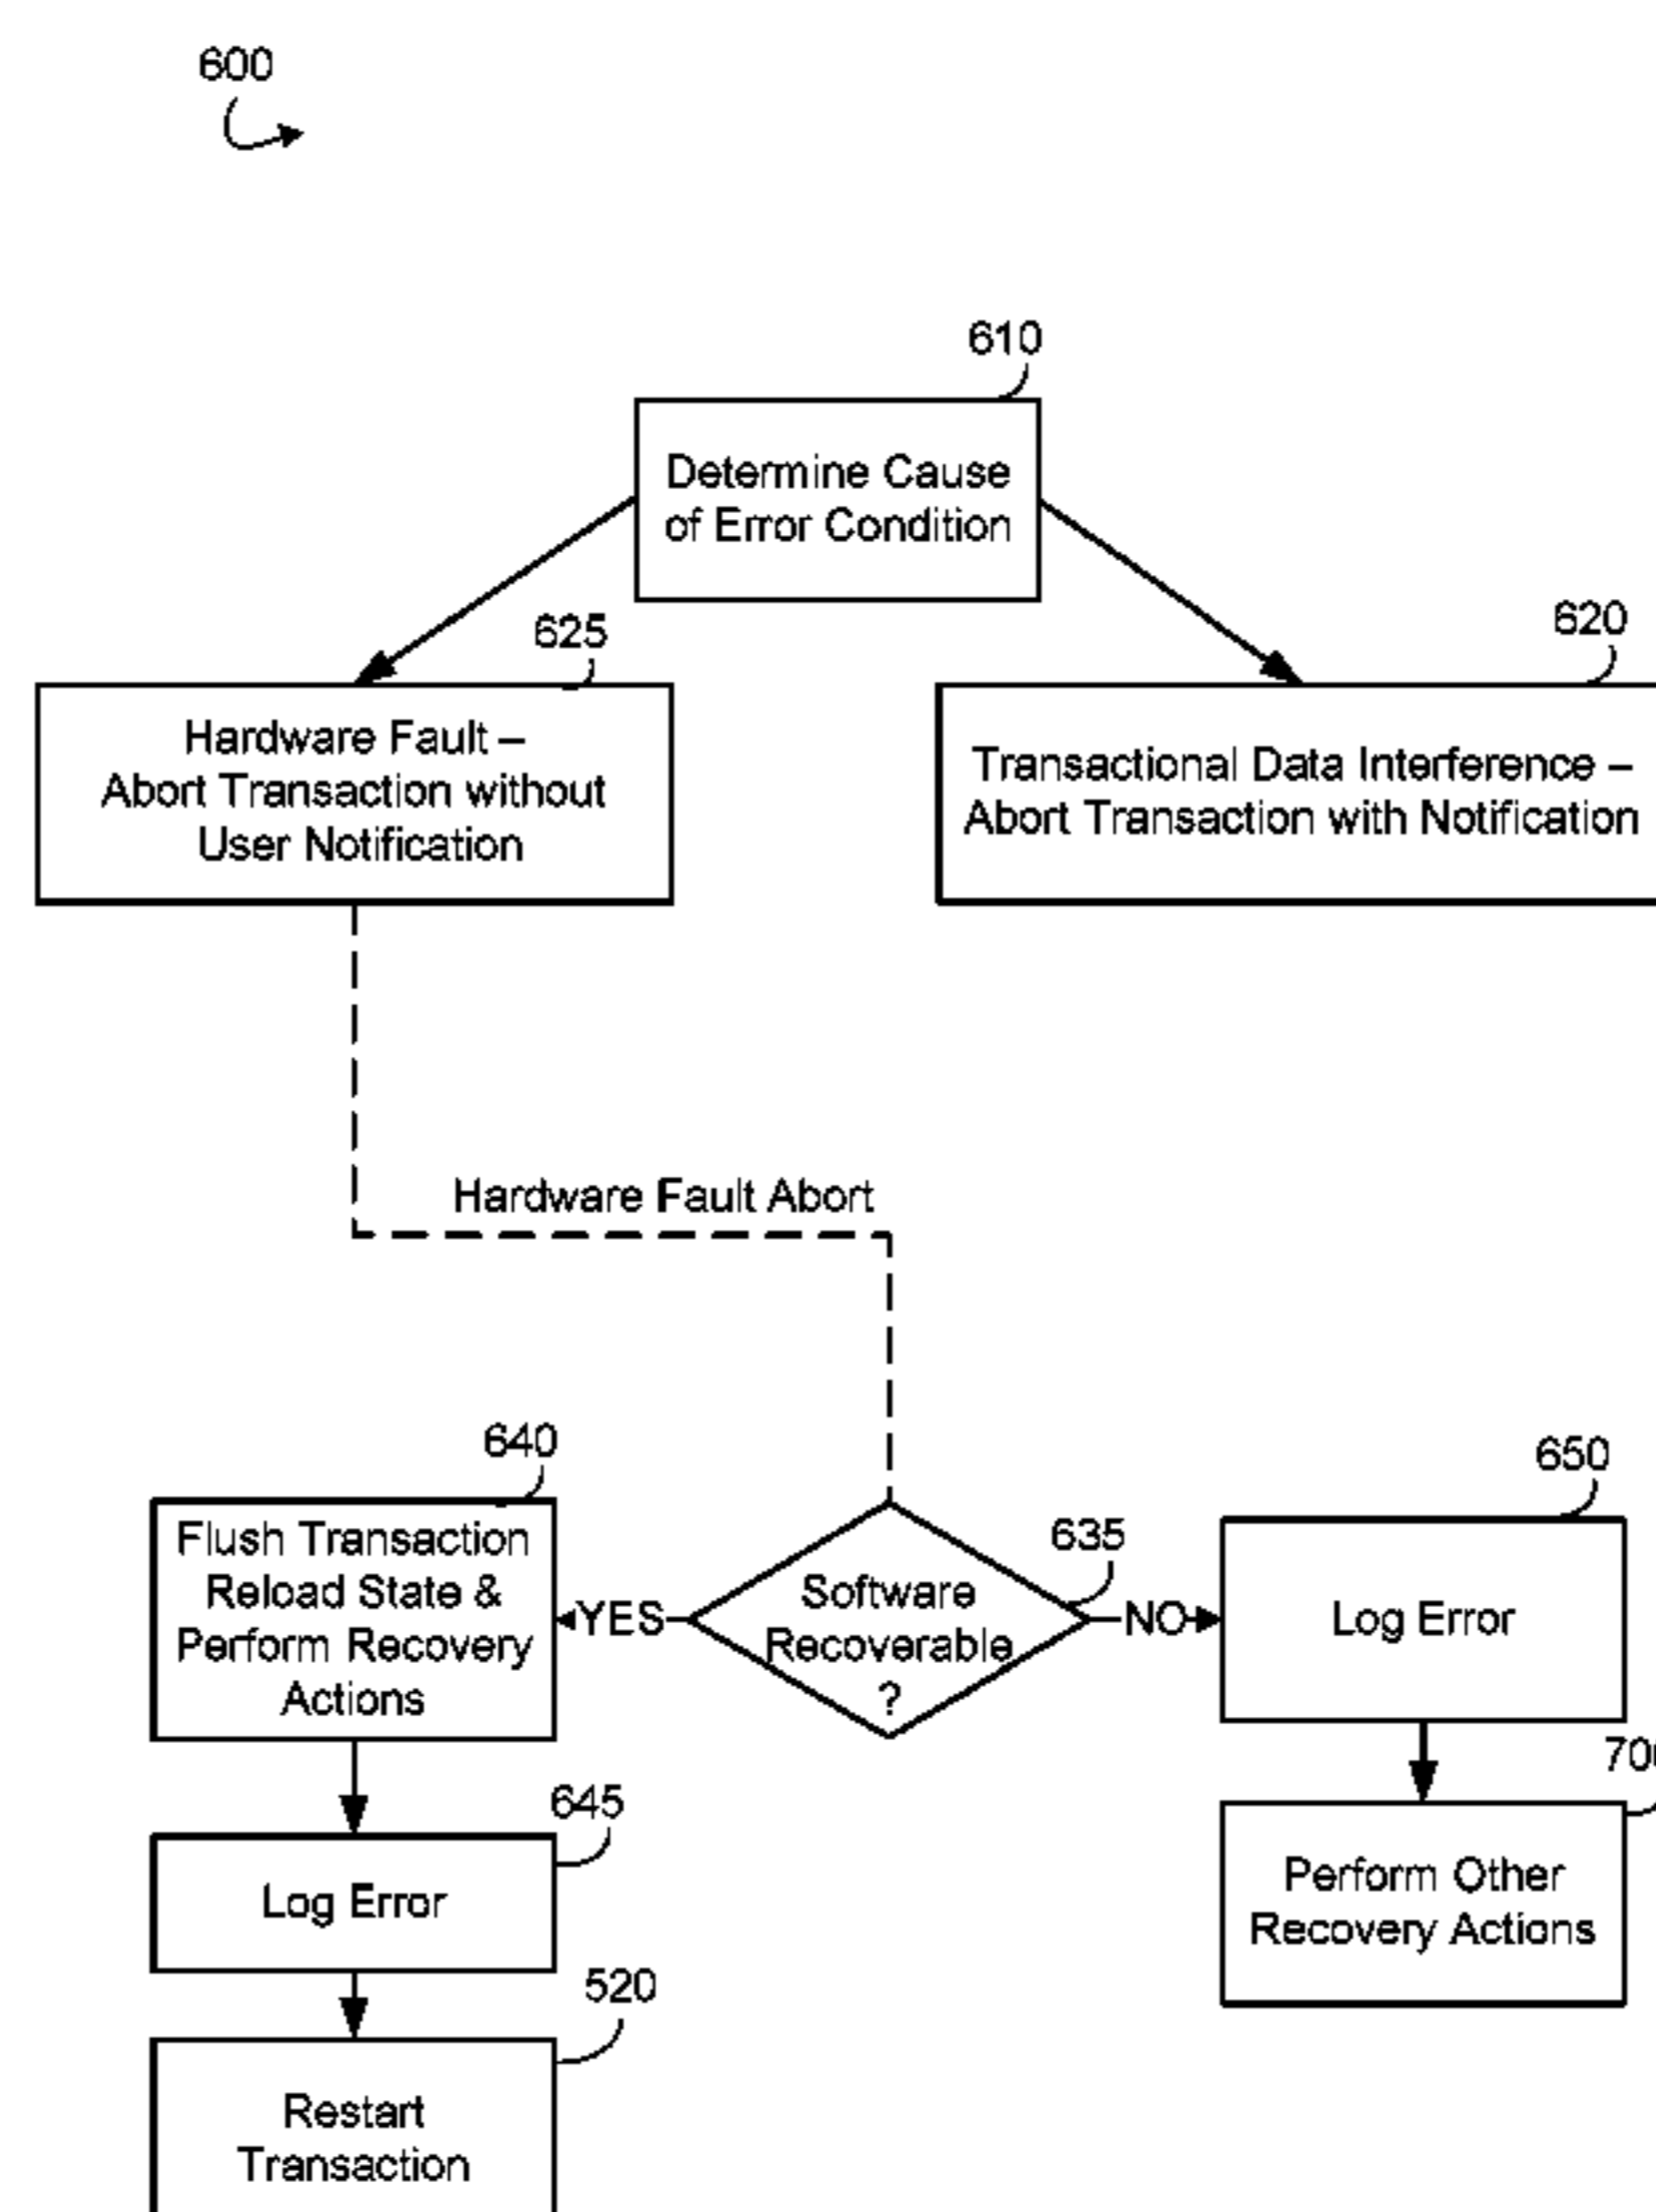 600
610
Determine Cause
of Error Condition
625
620
Hardware Fault –
Abort Transaction without
User Notification
Transactional Data Interference –
Abort Transaction with Notification
Hardware Fault Abort
640
650
635
Flush Transaction
Reload State &
Perform Recovery
Actions
YES
Software
Recoverable
?
NO
Log Error
645
Log Error
Perform Other
Recovery Actions
520
Restart
Transaction